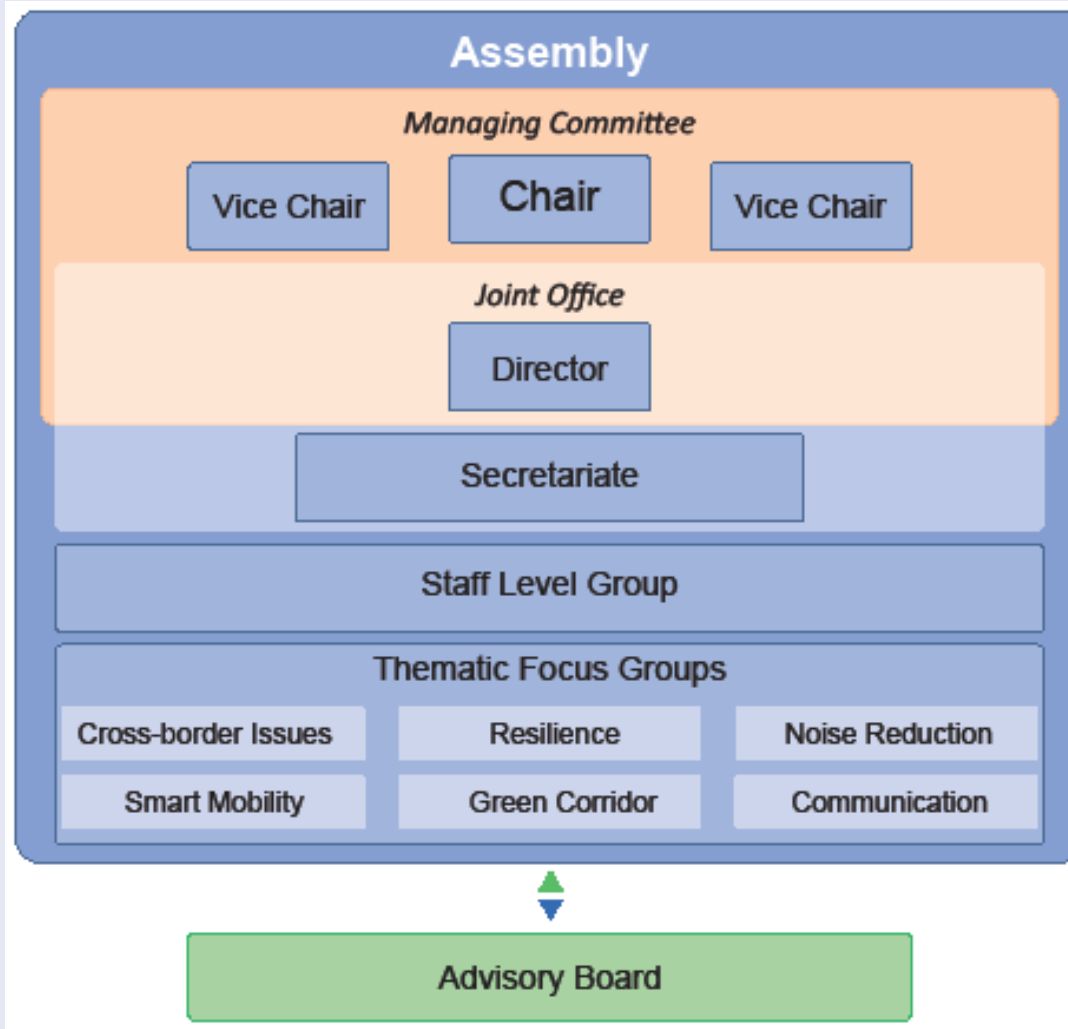 Assembly
Managing Committee
Vice Chair
Chair
Vice Chair
Joint Office
Director
Secretariate
Staff Level Group
Thematic Focus Groups
Cross-border Issues
Resilience
Noise Reduction
Smart Mobility
Green Corridor
Communication
Advisory Board